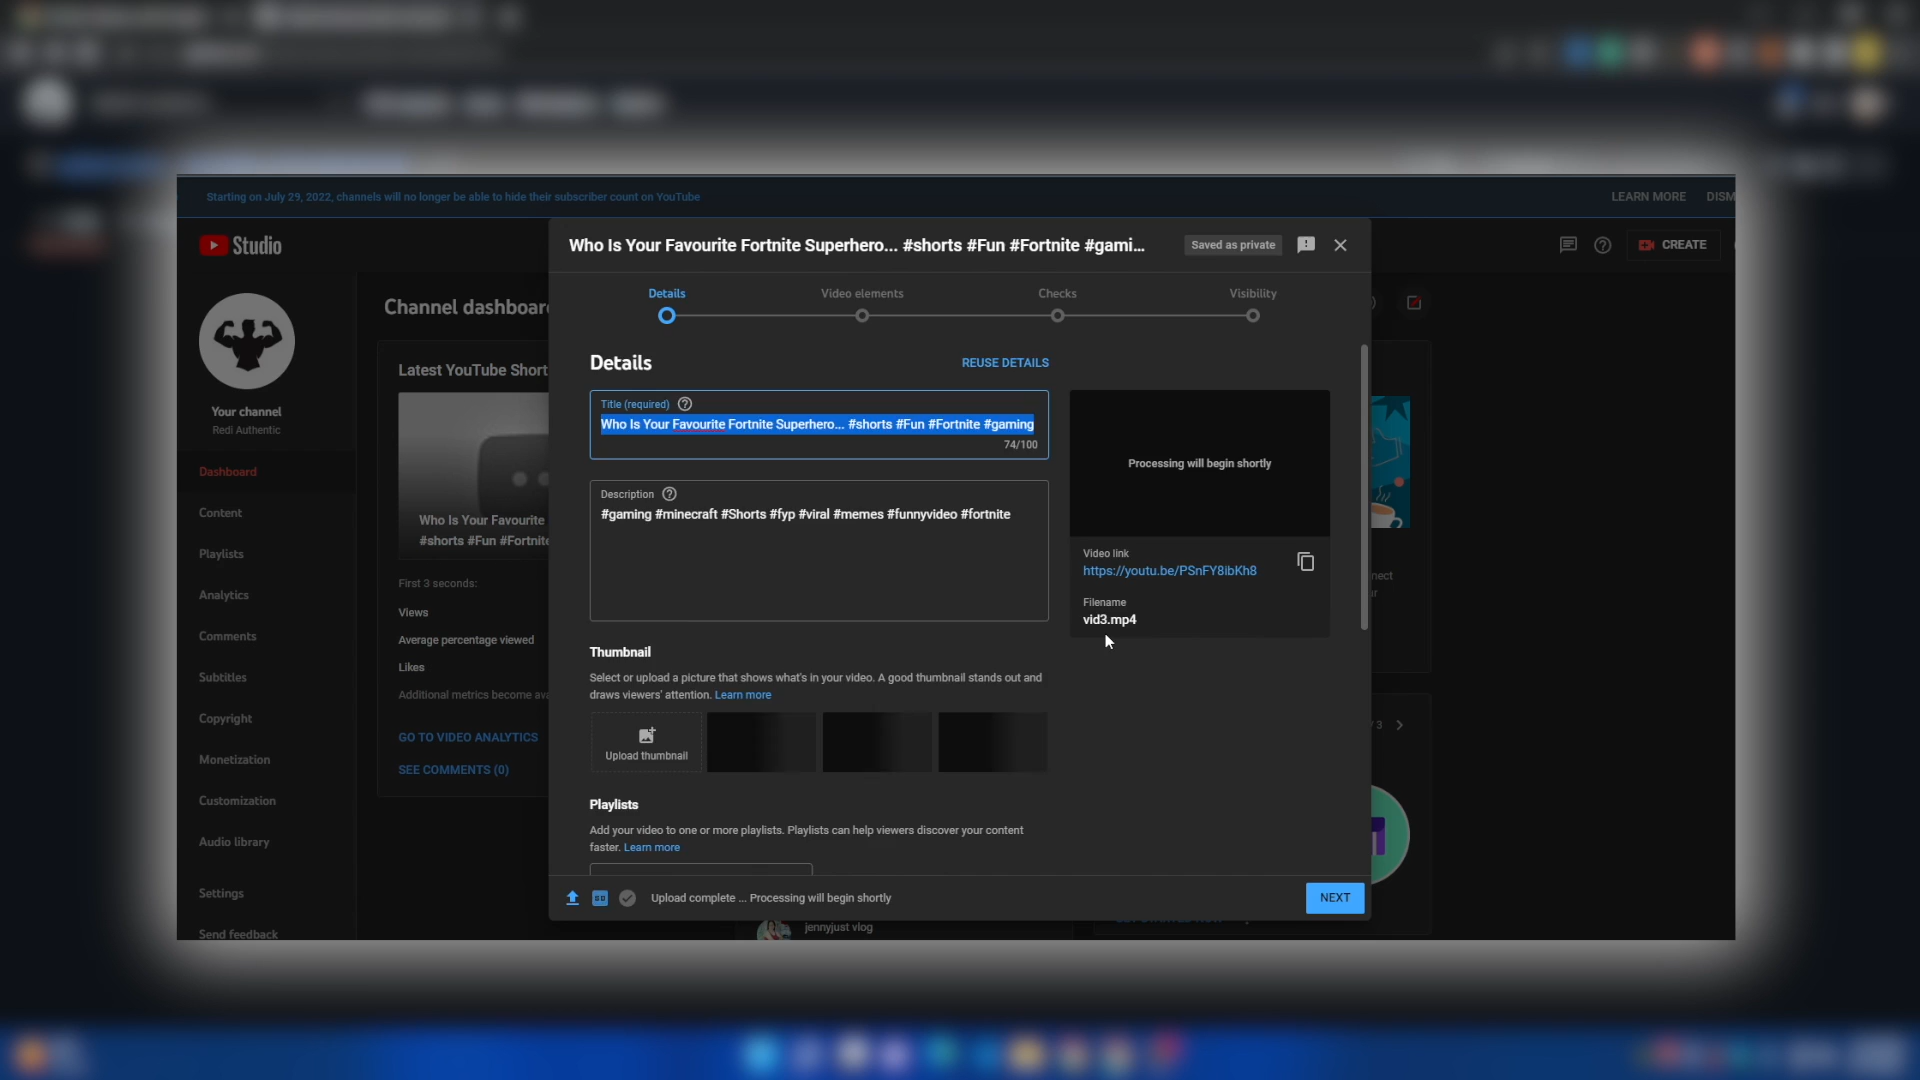 Starting on July 29, 2022, channels will no longer be able to hide their subscriber count on YouTube
LEARN MORE
DISM
Studio
CREATE
Your channel
Redi Authentic
Dashboard
Content
Playlists
Analytics
Comments
Subtitles
Copyright
Monetization
Customization
Audio library
Settings
Send feedback
Channel dashboar
Latest YouTube Short
Who Is Your Favourite
#shorts #Fun #Fortnite
First 3 seconds:
Views
Average percentage viewed
Likes
Additional metrics become ava
GO TO VIDEO ANALYTICS
SEE COMMENTS (0)
Who Is Your Favourite Fortnite Superhero... #shorts #Fun #Fortnite #gami...
Saved as private
Details
Video elements
Checks
Visibility
Details
REUSE DETAILS
Title (required)
Who Is Your Favourite Fortnite Superhero... #shorts #Fun #Fortnite #gaming
74/100
Description
#gaming #minecraft #Shorts #fyp #viral #memes #funnyvideo #fortnite
Processing will begin shortly
Video link
https://youtu.be/PSnFY8ibKh8
Filename
vid3.mp4
Thumbnail
Select or upload a picture that shows what's in your video. A good thumbnail stands out and
draws viewers' attention. Learn more
Upload thumbnail
Playlists
Add your video to one or more playlists. Playlists can help viewers discover your content
faster. Learn more
Upload complete ... Processing will begin shortly
NEXT
nect
ur
/ 3
jennyjust vlog